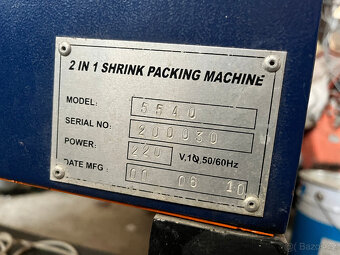 2 IN 1 SHRINK PACKING MACHINE
MODEL: 5540
SERIAL NO: 200030
POWER: 220 V.1Φ,50/60Hz
DATE MFG 00 06 10